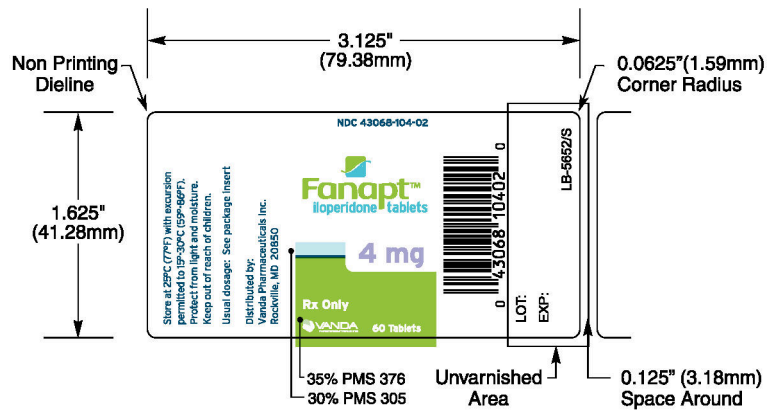 3.125"
(79.38mm)
Non Printing
Dieline
0.0625"(1.59mm)
Corner Radius
1.625"
(41.28mm)
NDC 43068-104-02
Fanapt™
iloperidone tablets
4 mg
Rx Only
VANDA
60 Tablets
Store at 25ºC (77ºF) with excursion
permitted to 15º-30ºC (59º-86ºF).
Protect from light and moisture.
Keep out of reach of children.
Usual dosage: See package insert
Distributed by:
Vanda Pharmaceuticals Inc.
Rockville, MD 20850
0 43068 10402 0
LOT:
EXP:
LB-5652/S
35% PMS 376
30% PMS 305
Unvarnished
Area
0.125" (3.18mm)
Space Around